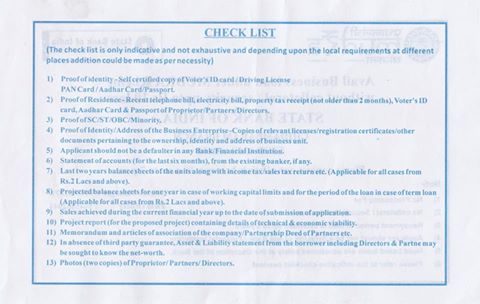 CHECK LIST
(The check list is only indicative and not exhaustive and depending upon the local requirements at different
places addition could be made as per necessity)
1) Proof of identity - Self certified copy of Voter's ID card / Driving License
PAN Card / Aadhar Card/Passport.
2) Proof of Residence - Recent telephone bill, electricity bill, property tax receipt (not older than 2 months), Voter's ID
card, Aadhar Card & Passport of Proprietor/Partners/Directors.
3) Proof of SC/ST/OBC/Minority.
4) Proof of Identity/Address of the Business Enterprise -Copies of relevant licenses/registration certificates/other
documents pertaining to the ownership, identity and address of business unit.
5) Applicant should not be a defaulter in any Bank/Financial Institution.
6) Statement of accounts (for the last six months), from the existing banker, if any.
7) Last two years balance sheets of the units along with income tax/sales tax return etc. (Applicable for all cases from
Rs.2 Lacs and above).
8) Projected balance sheets for one year in case of working capital limits and for the period of the loan in case of term loan
(Applicable for all cases from Rs.2 Lacs and above).
9) Sales achieved during the current financial year up to the date of submission of application.
10) Project report (for the proposed project) containing details of technical & economic viability.
11) Memorandum and articles of association of the company/Partnership Deed of Partners etc.
12) In absence of third party guarantee, Asset & Liability statement from the borrower including Directors & Partne may
be sought to know the net-worth.
13) Photos (two copies) of Proprietor/ Partners/ Directors.